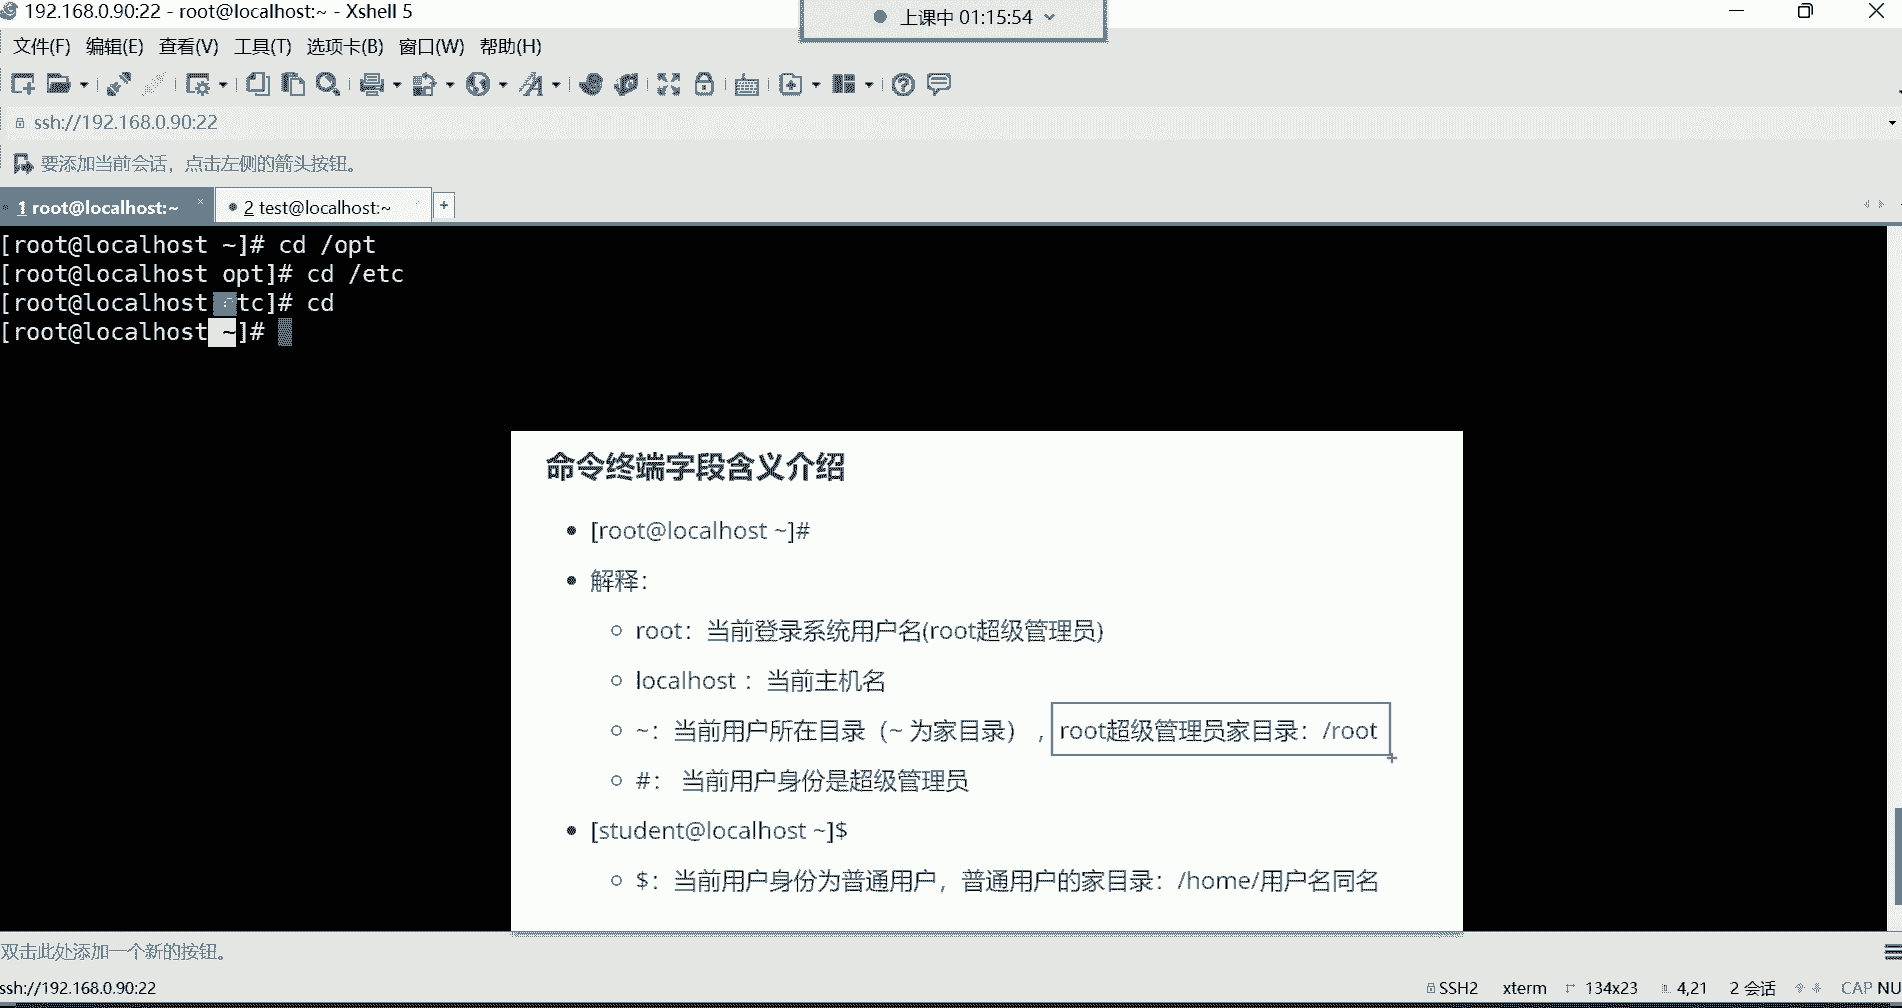 192.168.0.90:22 - root@localhost:~ - Xshell 5
上课中 01:15:54
文件(F) 编辑(E) 查看(V) 工具(T) 选项卡(B) 窗口(W) 帮助(H)
ssh://192.168.0.90:22
要添加当前会话，点击左侧的箭头按钮。
1 root@localhost:~ × 2 test@localhost:~ +
[root@localhost ~]# cd /opt
[root@localhost opt]# cd /etc
[root@localhost etc]# cd
[root@localhost ~]#
命令终端字段含义介绍
[root@localhost ~]#
解释：
root：当前登录系统用户名(root超级管理员)
localhost ：当前主机名
~：当前用户所在目录（~ 为家目录），root超级管理员家目录：/root
#： 当前用户身份是超级管理员
[student@localhost ~]$
$：当前用户身份为普通用户，普通用户的家目录：/home/用户名同名
双击此处添加一个新的按钮。
ssh://192.168.0.90:22 SSH2 xterm 134x23 4,21 2 会话 CAP NU